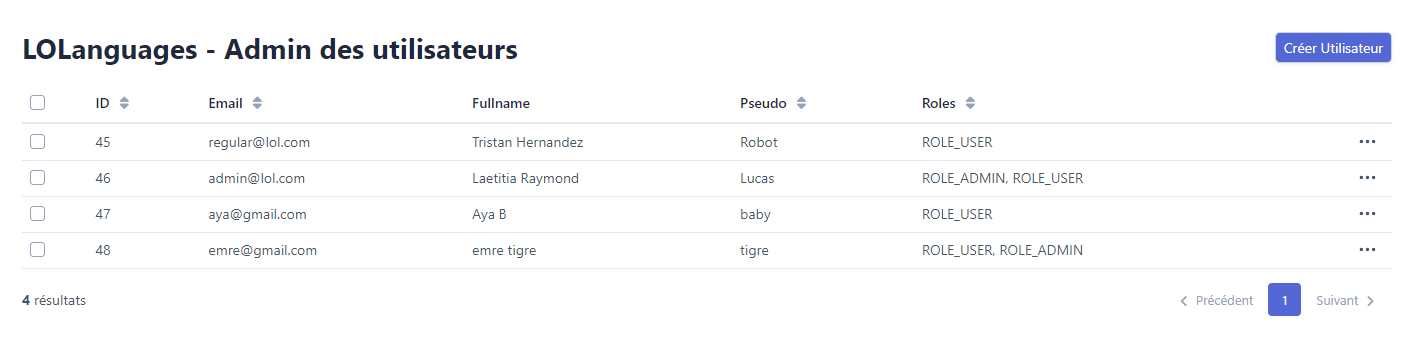 LOLanguages - Admin des utilisateurs
Créer Utilisateur
ID Email Fullname Pseudo Roles
45 regular@lol.com Tristan Hernandez Robot ROLE_USER
46 admin@lol.com Laetitia Raymond Lucas ROLE_ADMIN, ROLE_USER
47 aya@gmail.com Aya B baby ROLE_USER
48 emre@gmail.com emre tigre tigre ROLE_USER, ROLE_ADMIN
4 résultats
Précédent 1 Suivant